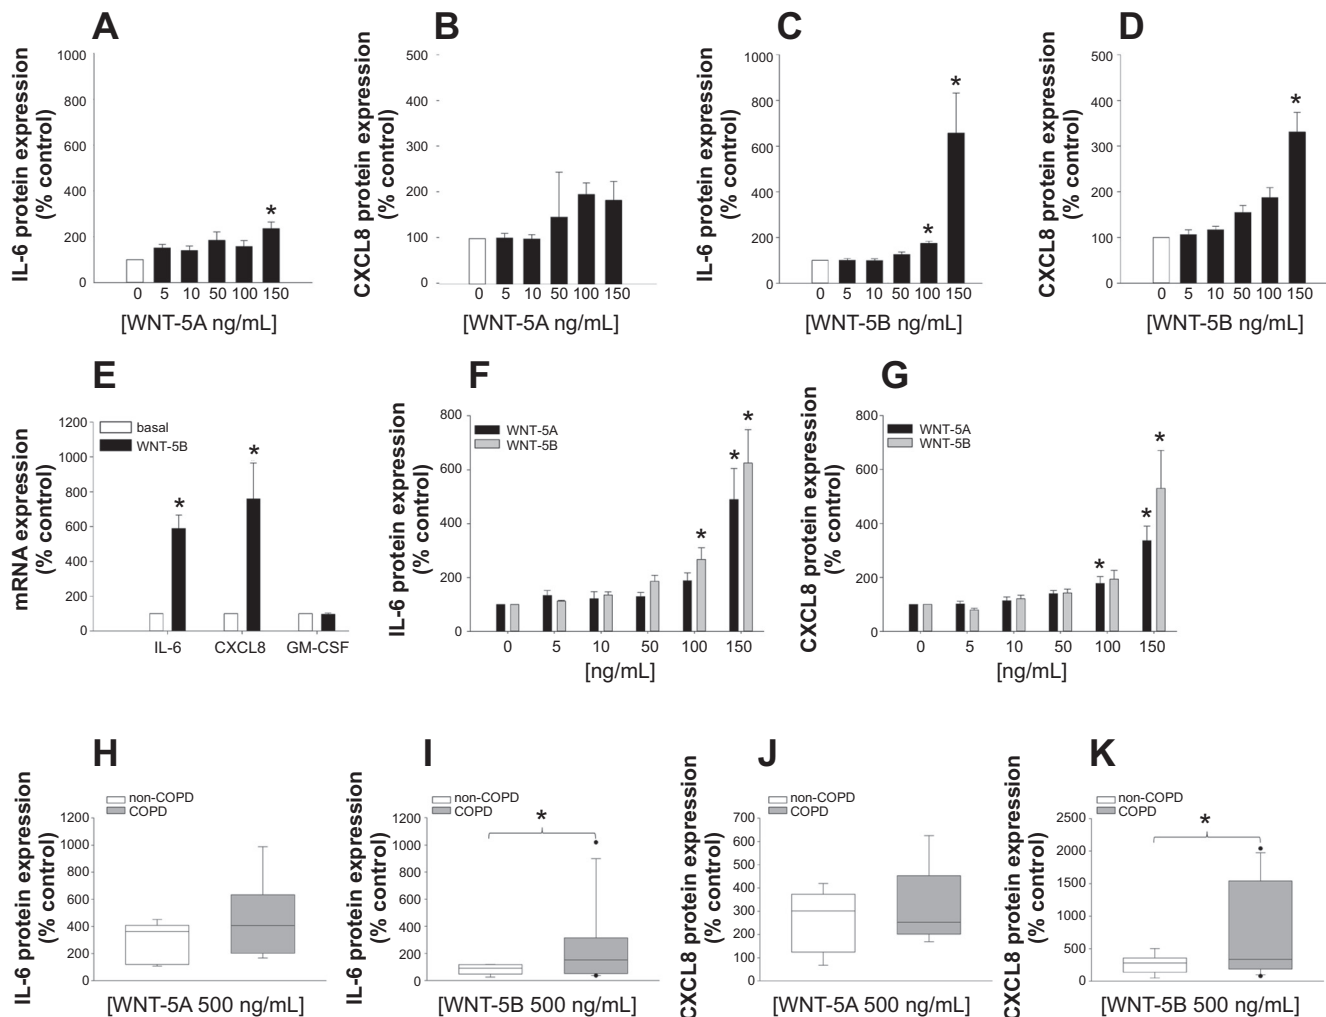 A
B
C
D
IL-6 protein expression
(% control)
1000
800
600
400
200
0
*
0 5 10 50 100 150
[WNT-5A ng/mL]
CXCL8 protein expression
(% control)
500
400
300
200
100
0
0 5 10 50 100 150
[WNT-5A ng/mL]
IL-6 protein expression
(% control)
1000
800
600
400
200
0
* *
0 5 10 50 100 150
[WNT-5B ng/mL]
CXCL8 protein expression
(% control)
500
400
300
200
100
0
*
0 5 10 50 100 150
[WNT-5B ng/mL]
E
F
G
mRNA expression
(% control)
1200
1000
800
600
400
200
0
basal
WNT-5B
* *
IL-6 CXCL8 GM-CSF
IL-6 protein expression
(% control)
800
600
400
200
0
WNT-5A
WNT-5B
* * *
0 5 10 50 100 150
[ng/mL]
CXCL8 protein expression
(% control)
800
600
400
200
0
WNT-5A
WNT-5B
* * *
0 5 10 50 100 150
[ng/mL]
H
I
J
K
IL-6 protein expression
(% control)
non-COPD
COPD
1200
1000
800
600
400
200
0
[WNT-5A 500 ng/mL]
IL-6 protein expression
(% control)
non-COPD
COPD
1200
1000
800
600
400
200
0
*
[WNT-5B 500 ng/mL]
CXCL8 protein expression
(% control)
non-COPD
COPD
700
600
500
400
300
200
100
0
[WNT-5A 500 ng/mL]
CXCL8 protein expression
(% control)
non-COPD
COPD
2500
2000
1500
1000
500
0
*
[WNT-5B 500 ng/mL]